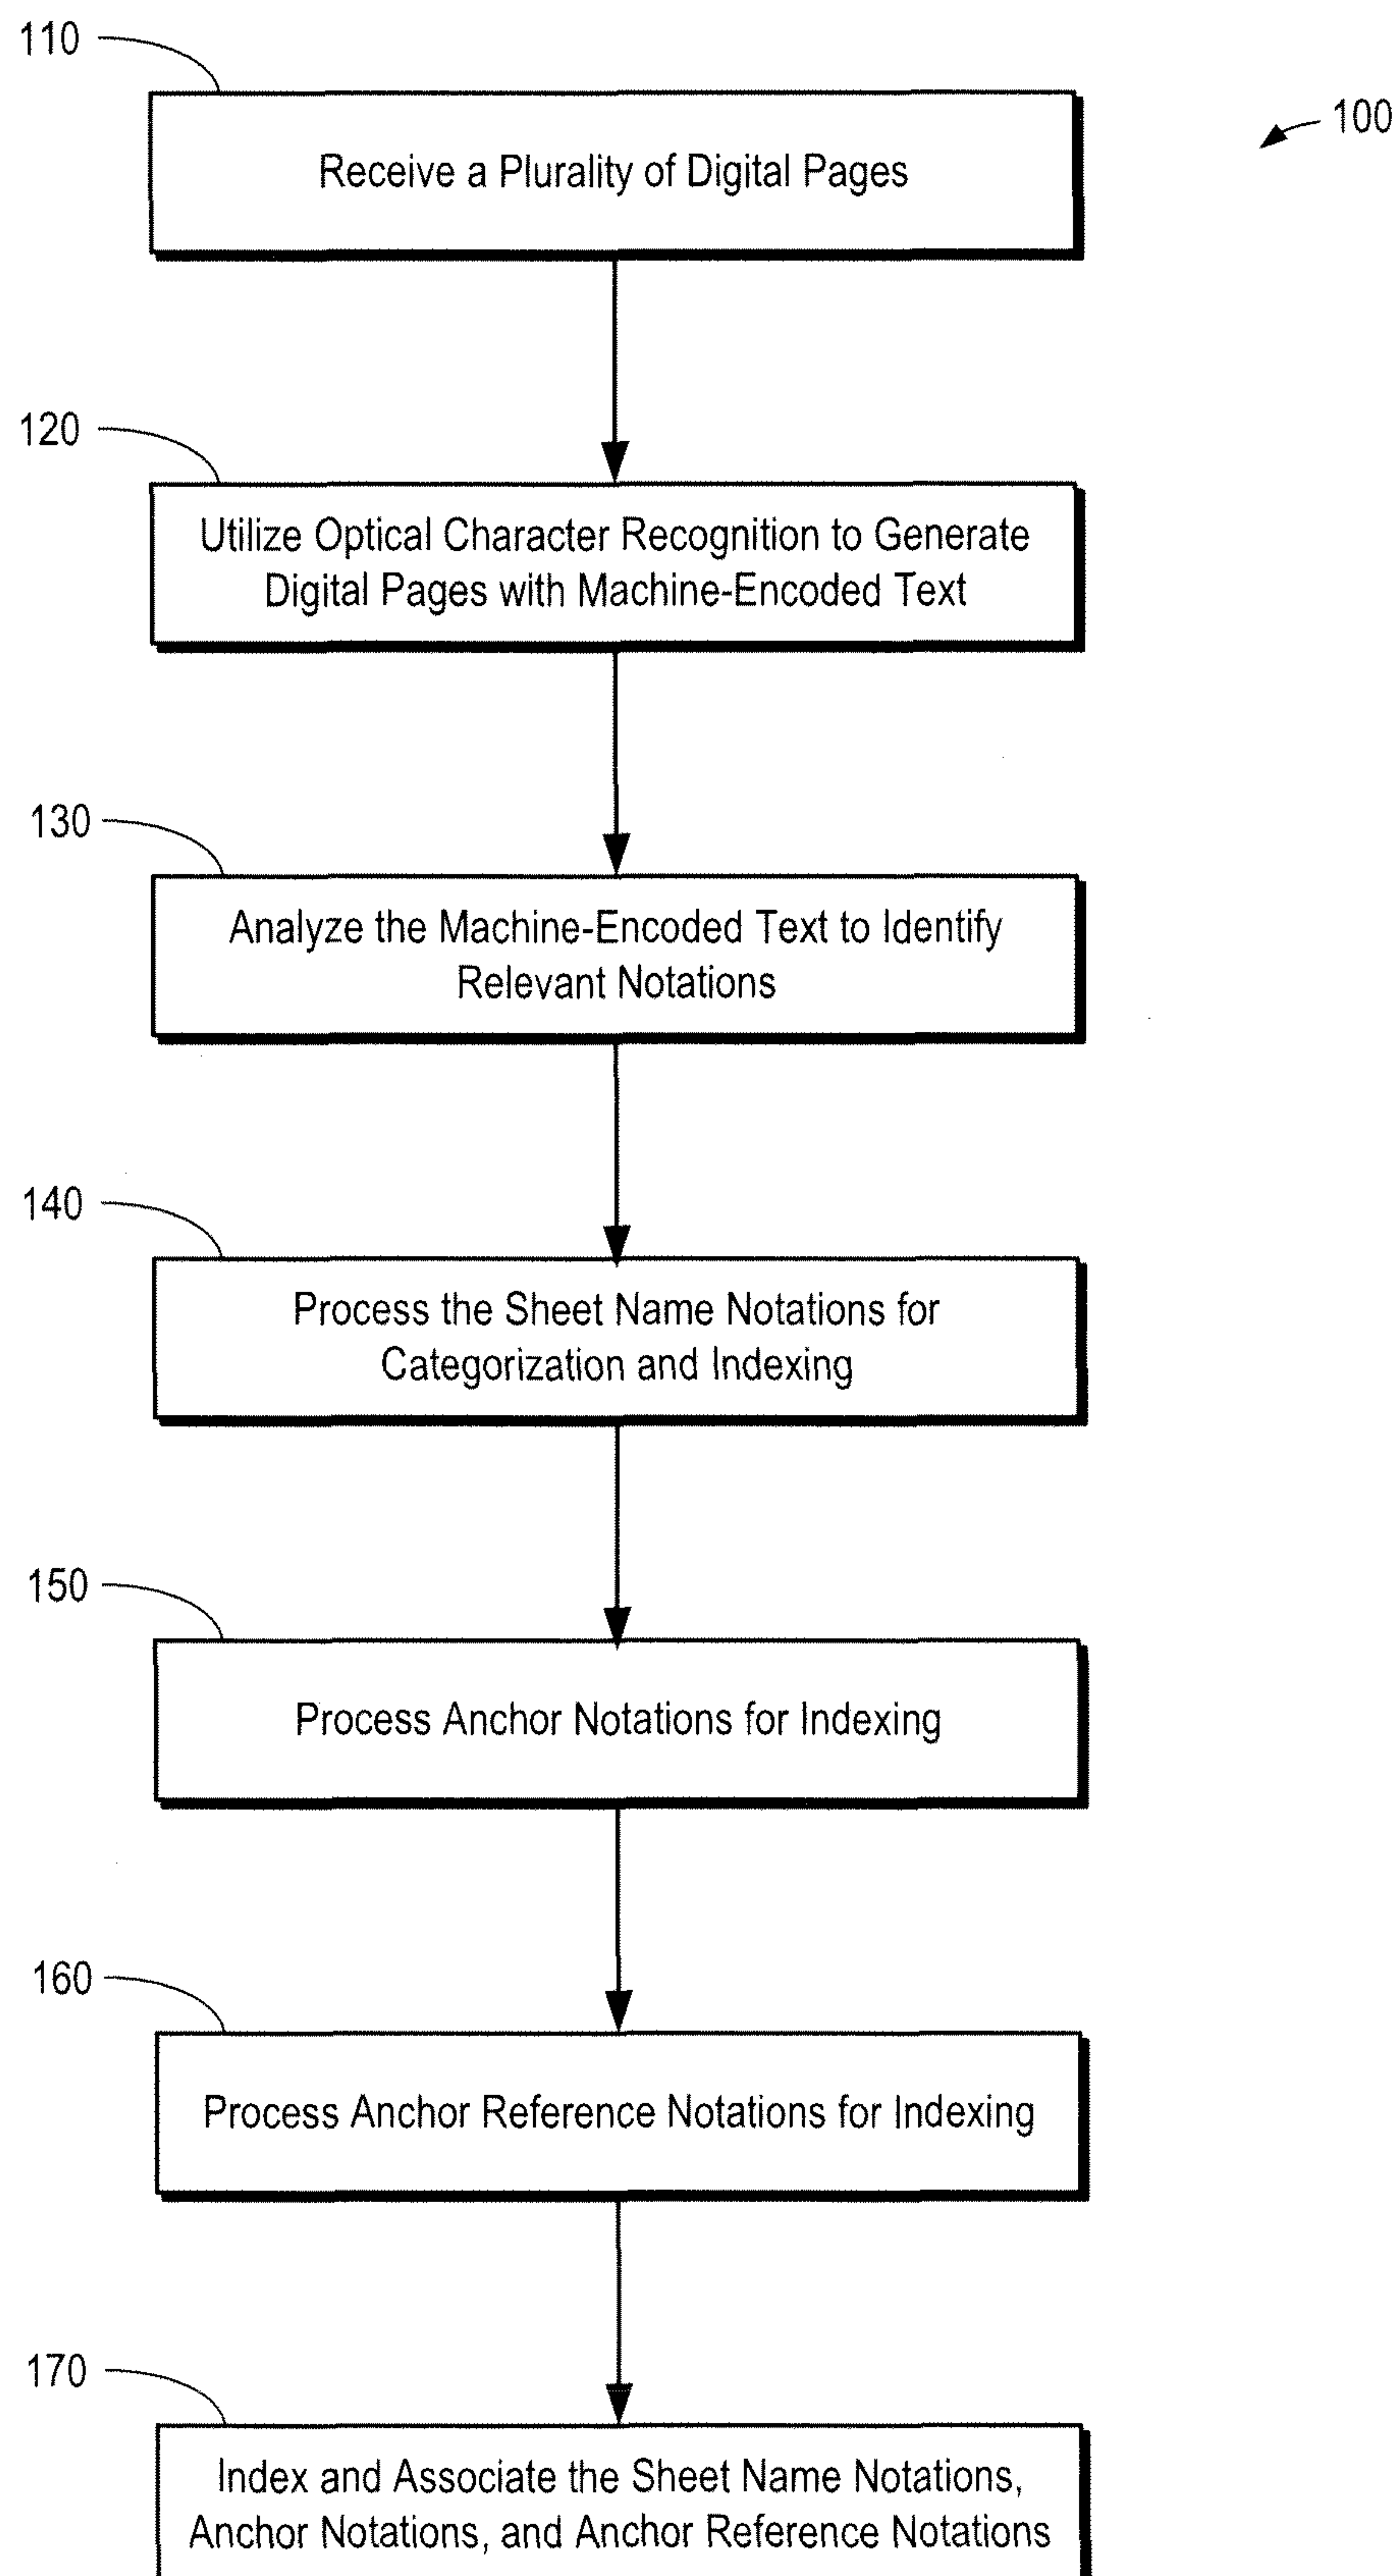 110
100
Receive a Plurality of Digital Pages
120
Utilize Optical Character Recognition to Generate
Digital Pages with Machine-Encoded Text
130
Analyze the Machine-Encoded Text to Identify
Relevant Notations
140
Process the Sheet Name Notations for
Categorization and Indexing
150
Process Anchor Notations for Indexing
160
Process Anchor Reference Notations for Indexing
170
Index and Associate the Sheet Name Notations,
Anchor Notations, and Anchor Reference Notations